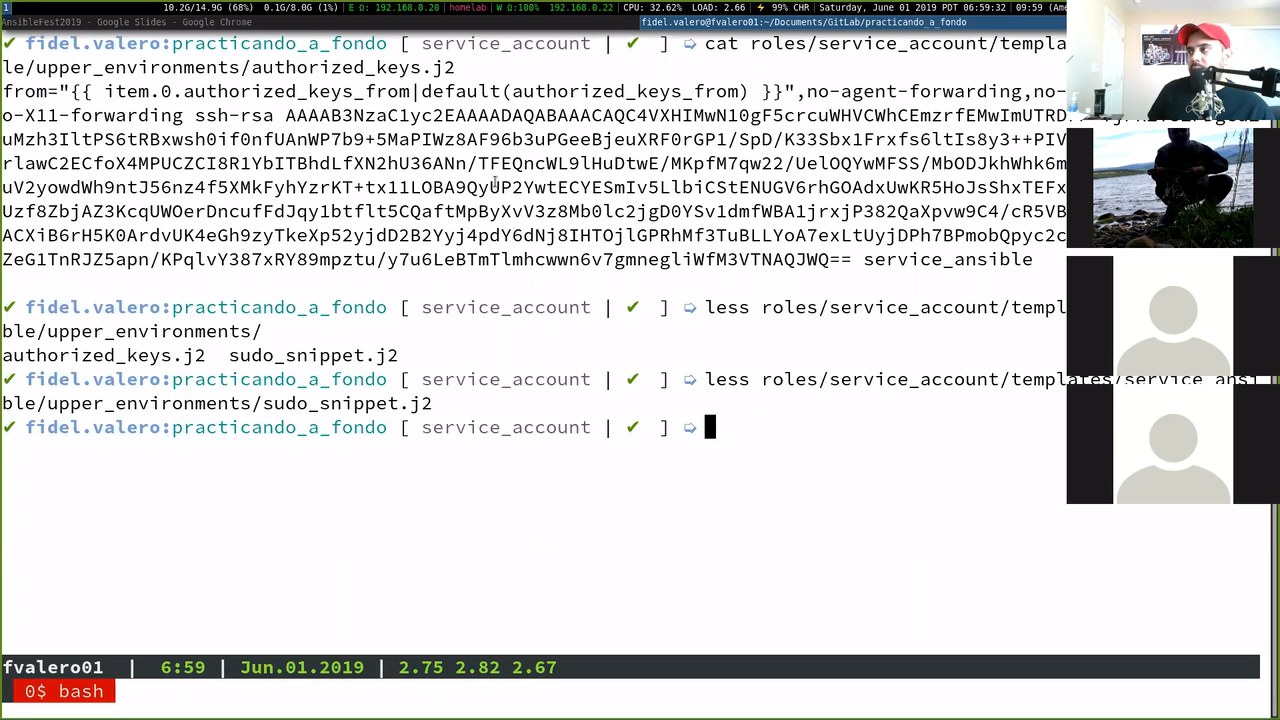 1 10.2G/14.9G (68%) | 0.1G/8.0G (1%) | E Ω: 192.168.0.20 | homelab | W Ω:100% 192.168.0.22 | CPU: 32.62% LOAD: 2.66 | ⚡ 99% CHR | Saturday, June 01 2019 PDT 06:59:32 | 09:59 (Ame
AnsibleFest2019 - Google Slides - Google Chrome
fidel.valero@fvalero01:~/Documents/GitLab/practicando_a_fondo
✔ fidel.valero:practicando_a_fondo [ service_account | ✔ ] ➯ cat roles/service_account/templa
le/upper_environments/authorized_keys.j2
from="{{ item.0.authorized_keys_from|default(authorized_keys_from) }}",no-agent-forwarding,no-
o-X11-forwarding ssh-rsa AAAAB3NzaC1yc2EAAAADAQABAAACAQC4VXHIMwN10gF5crcuWHVCWhCEmzrfEMwImUTRD
uMzh3IltPS6tRBxwsh0if0nfUAnWP7b9+5MaPIWz8AF96b3uPGeeBjeuXRF0rGP1/SpD/K33Sbx1Frxfs6ltIs8y3++PIV
rlawC2ECfoX4MPUCZCI8R1YbITBhdLfXN2hU36ANn/TFEQncWL9lHuDtwE/MKpfM7qw22/UelOQYwMFSS/MbODJkhWhk6m
uV2yowdWh9ntJ56nz4f5XMkFyhYzrKT+tx11LOBA9QyUP2YwtECYESmIv5LlbiCStENUGV6rhGOAdxUwKR5HoJsShxTEFx
Uzf8ZbjAZ3KcqUWOerDncufFdJqy1btflt5CQaftMpByXvV3z8Mb0lc2jgD0YSv1dmfWBA1jrxjP382QaXpvw9C4/cR5VB
ACXiB6rH5K0ArdvUK4eGh9zyTkeXp52yjdD2B2Yyj4pdY6dNj8IHTOjlGPRhMf3TuBLLYoA7exLtUyjDPh7BPmobQpyc2c
ZeG1TnRJZ5apn/KPqlvY387xRY89mpztu/y7u6LeBTmTlmhcwwn6v7gmnegliWfM3VTNAQJWQ== service_ansible
✔ fidel.valero:practicando_a_fondo [ service_account | ✔ ] ➯ less roles/service_account/templ
ble/upper_environments/
authorized_keys.j2 sudo_snippet.j2
✔ fidel.valero:practicando_a_fondo [ service_account | ✔ ] ➯ less roles/service_account/templates/service_ansi
ble/upper_environments/sudo_snippet.j2
✔ fidel.valero:practicando_a_fondo [ service_account | ✔ ] ➯
fvalero01 | 6:59 | Jun.01.2019 | 2.75 2.82 2.67
0$ bash